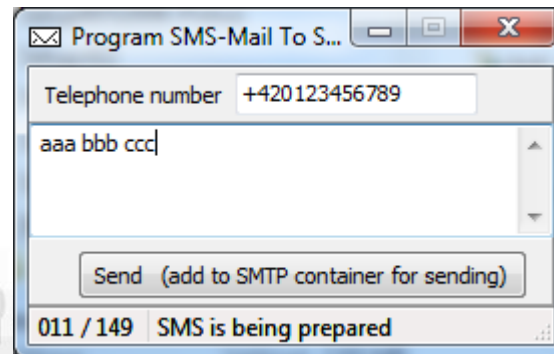 Program SMS-Mail To S...
Telephone number +420123456789
aaa bbb ccc
Send (add to SMTP container for sending)
011 / 149 SMS is being prepared